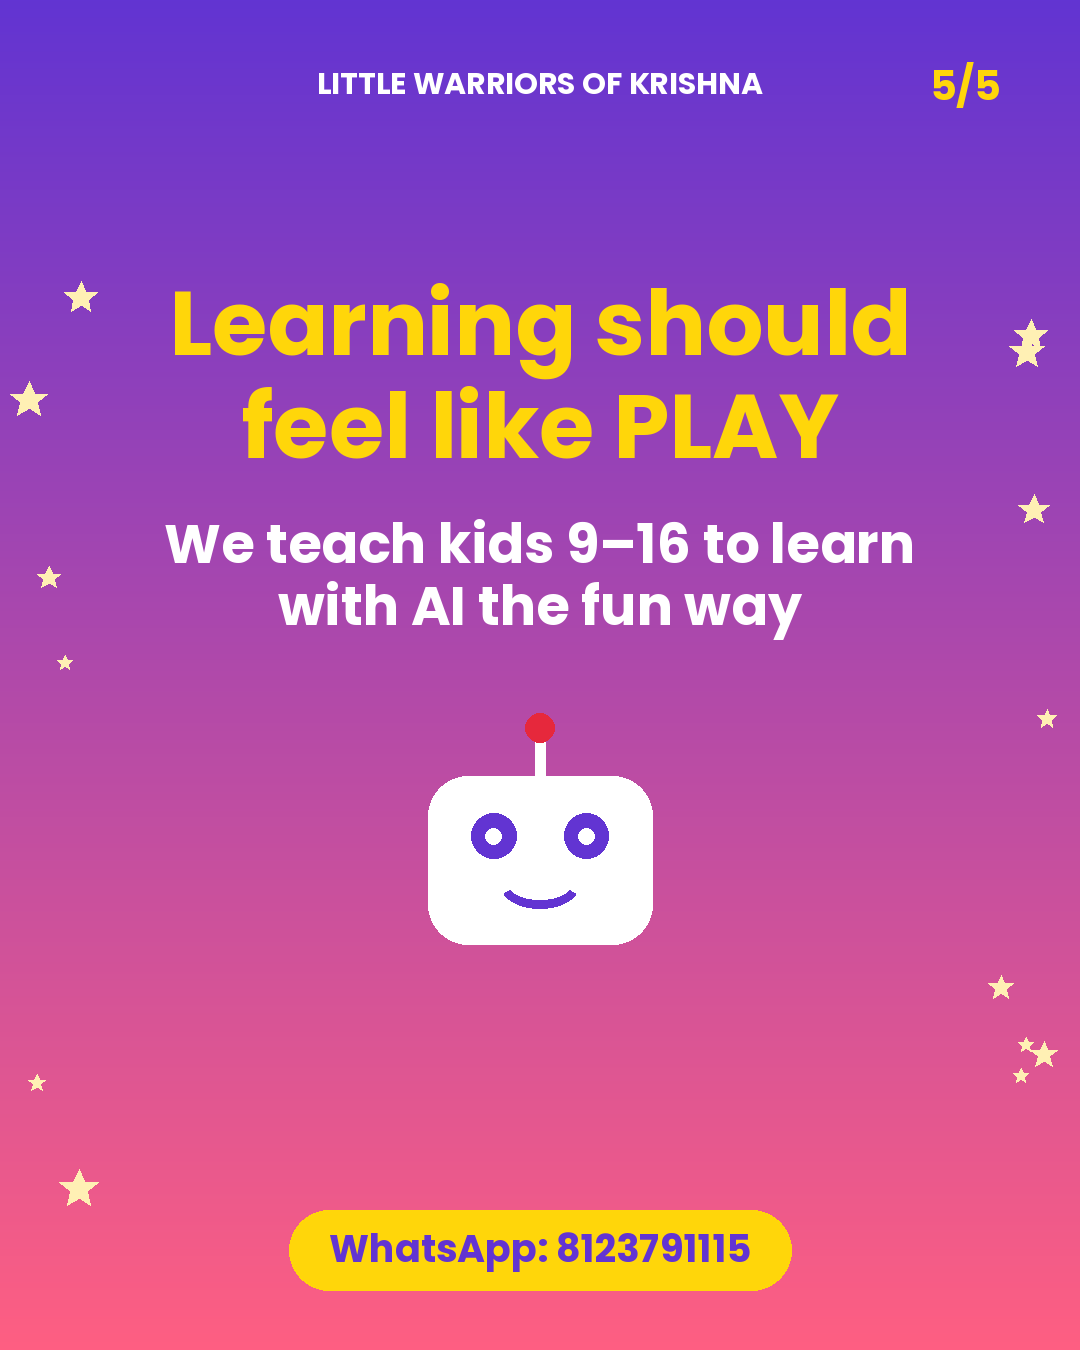 LITTLE WARRIORS OF KRISHNA
5/5
Learning should
feel like PLAY
We teach kids 9–16 to learn
with AI the fun way
WhatsApp: 8123791115